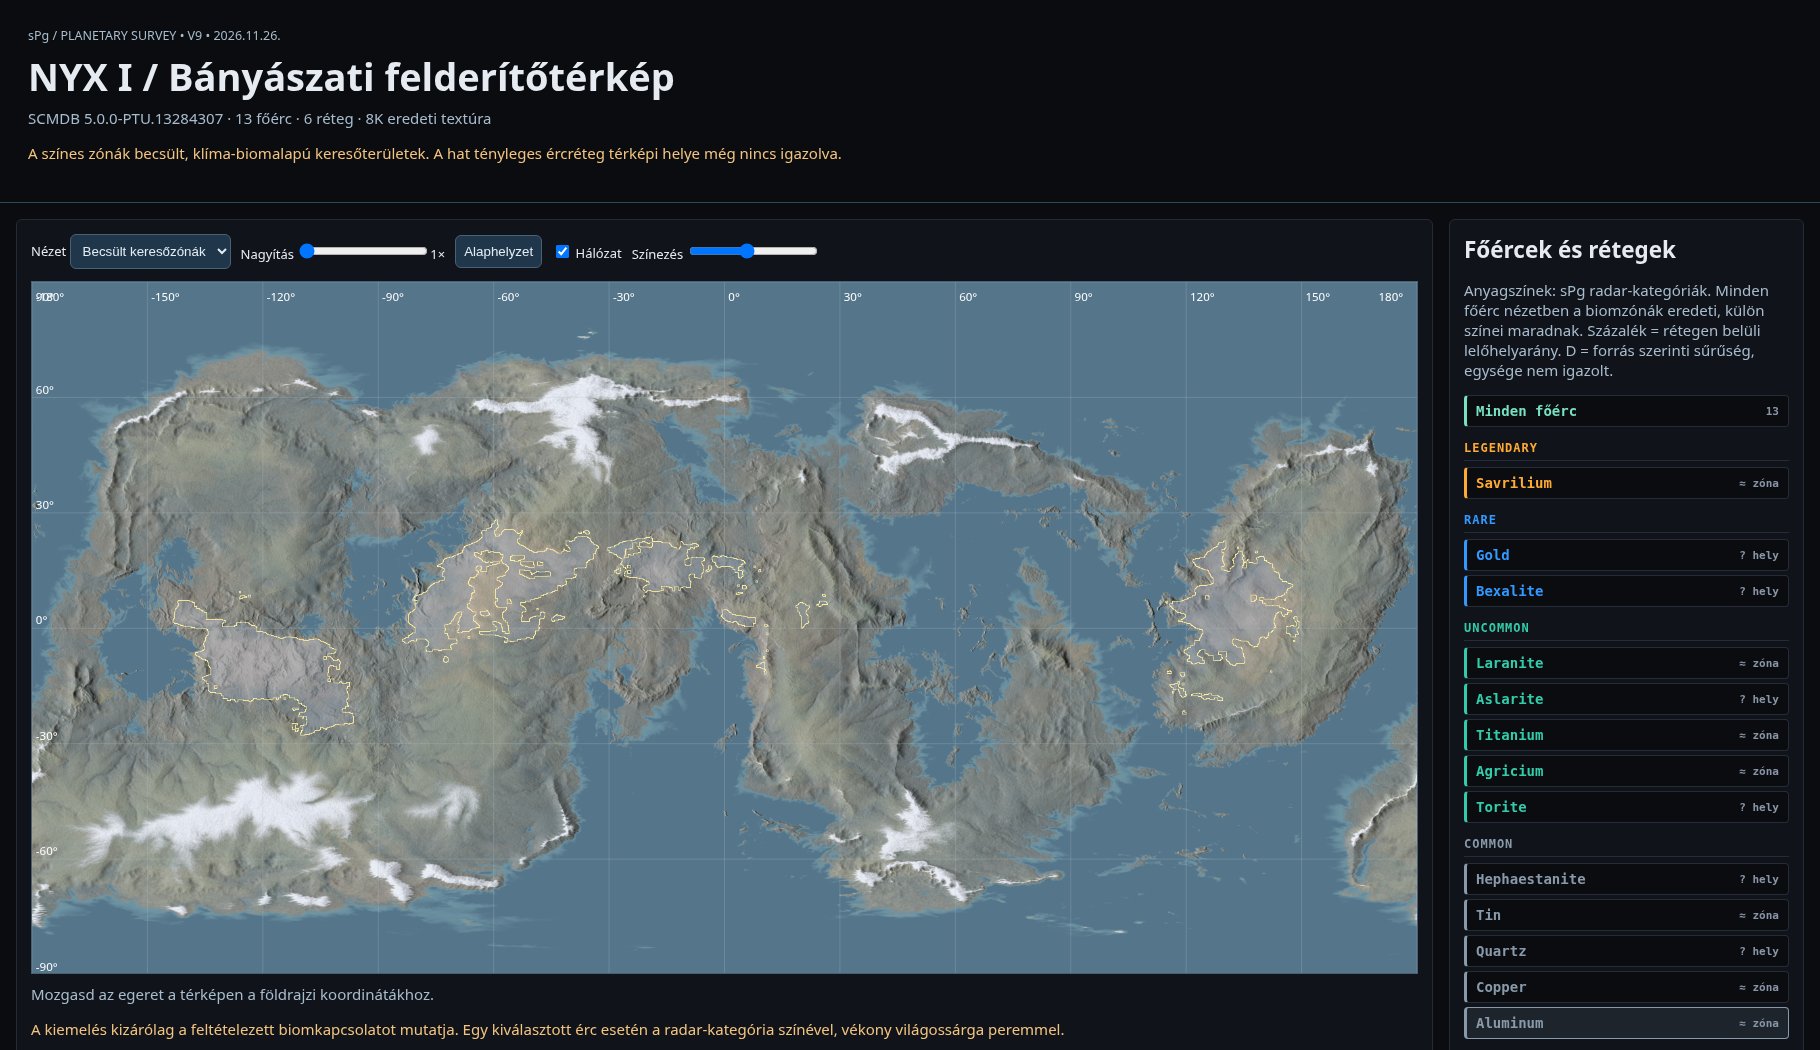 sPg / PLANETARY SURVEY • V9 • 2026.11.26.
NYX I / Bányászati felderítőtérkép
SCMDB 5.0.0-PTU.13284307 · 13 főérc · 6 réteg · 8K eredeti textúra
A színes zónák becsült, klíma-biomalapú keresőterületek. A hat tényleges ércréteg térképi helye még nincs igazolva.
Nézet Becsült keresőzónák Nagyítás 1× Alaphelyzet Hálózat Színezés
-150° -120° -90° -60° -30° 0° 30° 60° 90° 120° 150° 180°
60°
30°
0°
-30°
-60°
-90°
Mozgasd az egeret a térképen a földrajzi koordinátákhoz.
A kiemelés kizárólag a feltételezett biomkapcsolatot mutatja. Egy kiválasztott érc esetén a radar-kategória színével, vékony világossárga peremmel.
Főércek és rétegek
Anyagszínek: sPg radar-kategóriák. Minden
főérc nézetben a biomzónák eredeti, külön
színei maradnak. Százalék = rétegen belüli
lelőhelyarány. D = forrás szerinti sűrűség,
egysége nem igazolt.
Minden főérc 13
LEGENDARY
Savrilium ≈ zóna
RARE
Gold ? hely
Bexalite ? hely
UNCOMMON
Laranite ≈ zóna
Aslarite ? hely
Titanium ≈ zóna
Agricium ≈ zóna
Torite ? hely
COMMON
Hephaestanite ? hely
Tin ≈ zóna
Quartz ? hely
Copper ≈ zóna
Aluminum ≈ zóna